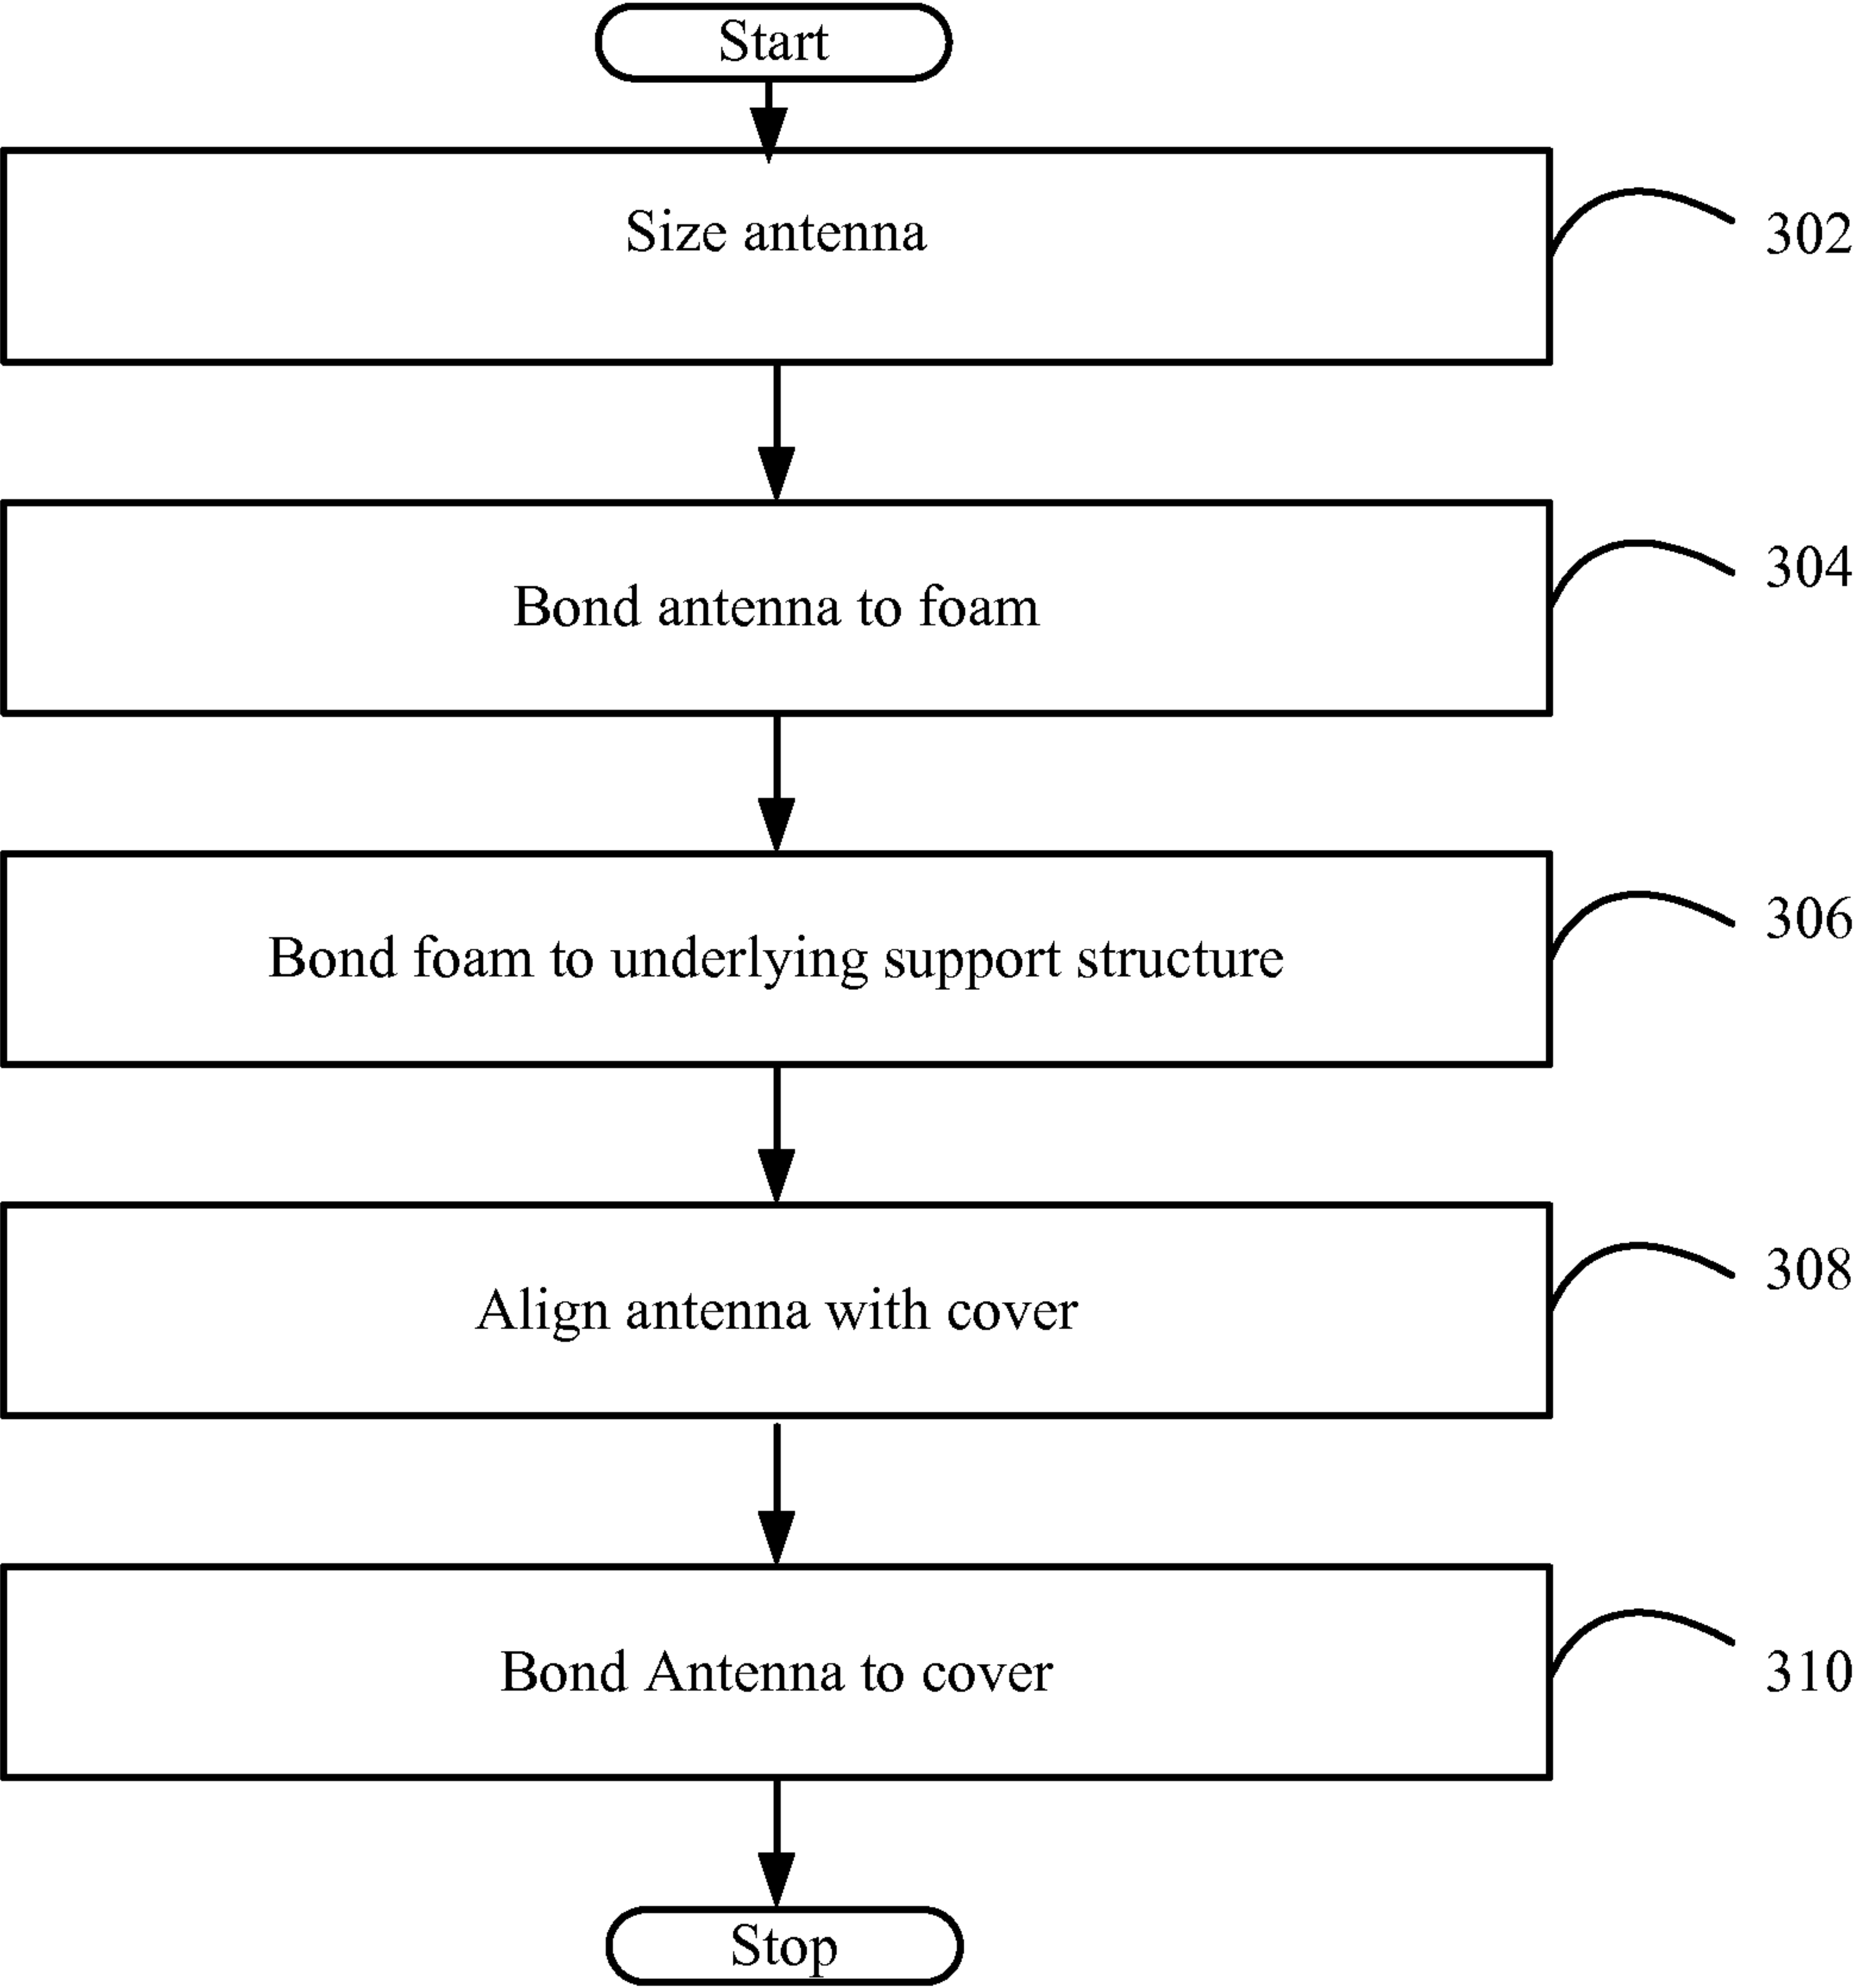 Start
Size antenna
302
Bond antenna to foam
304
Bond foam to underlying support structure
306
Align antenna with cover
308
Bond Antenna to cover
310
Stop